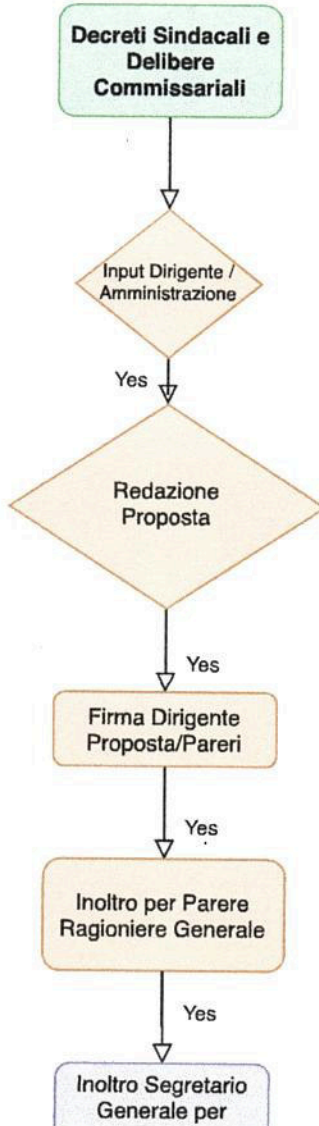 Decreti Sindacali e
Delibere
Commissariali
Input Dirigente /
Amministrazione
Yes
Redazione
Proposta
Yes
Firma Dirigente
Proposta/Pareri
Yes
Inoltro per Parere
Ragioniere Generale
Yes
Inoltro Segretario
Generale per